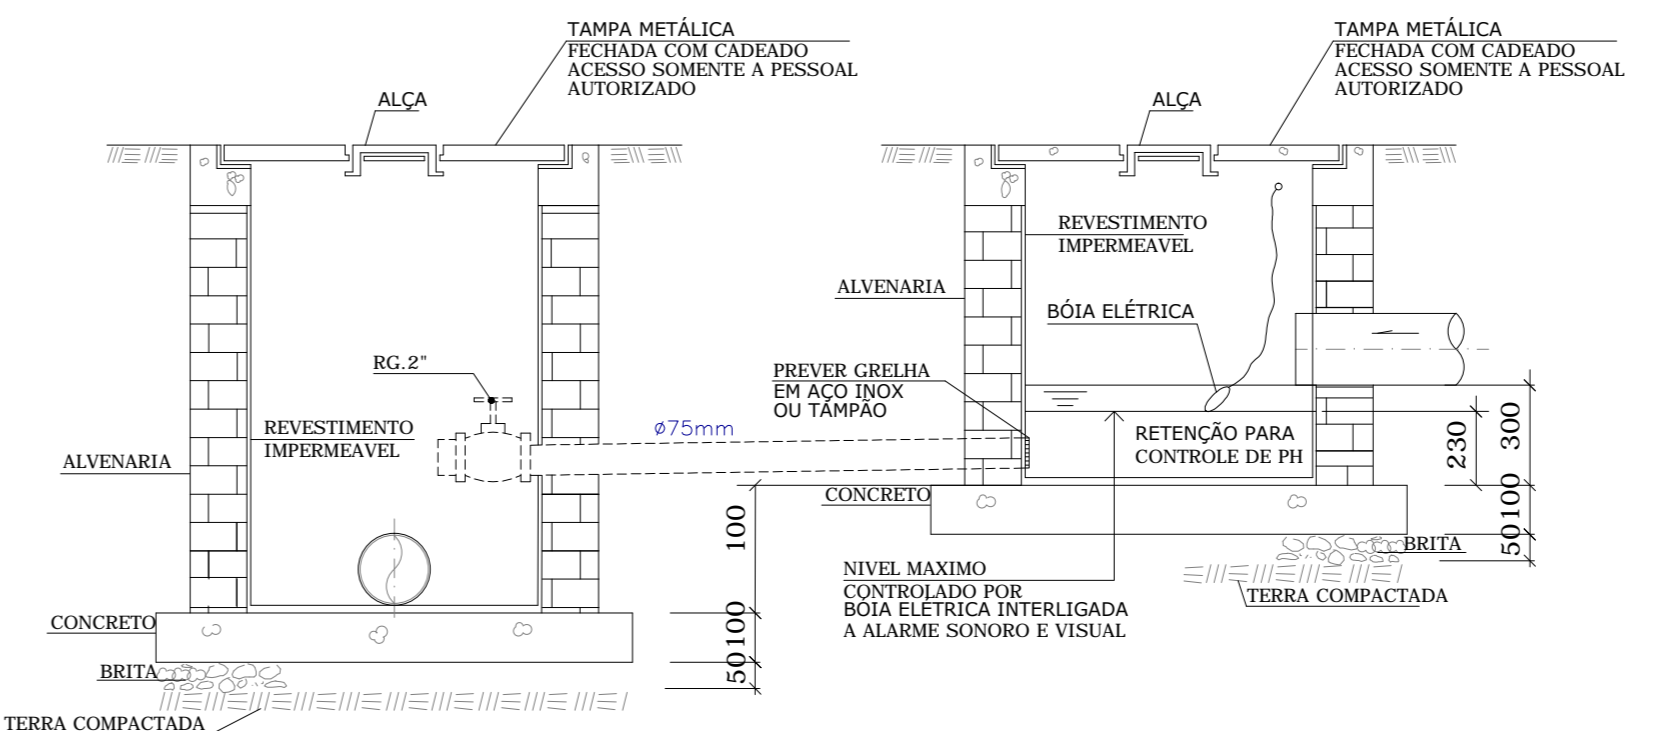 TAMPA METÁLICA
FECHADA COM CADEADO
ACESSO SOMENTE A PESSOAL
AUTORIZADO
ALÇA
RG.2"
REVESTIMENTO
IMPERMEAVEL
ALVENARIA
CONCRETO
BRITA
TERRA COMPACTADA
ø75mm
100
100
50
TAMPA METÁLICA
FECHADA COM CADEADO
ACESSO SOMENTE A PESSOAL
AUTORIZADO
ALÇA
REVESTIMENTO
IMPERMEAVEL
ALVENARIA
BÓIA ELÉTRICA
PREVER GRELHA
EM AÇO INOX
OU TAMPÃO
RETENÇÃO PARA
CONTROLE DE PH
CONCRETO
NIVEL MAXIMO
CONTROLADO POR
BÓIA ELÉTRICA INTERLIGADA
A ALARME SONORO E VISUAL
BRITA
TERRA COMPACTADA
230
300
100
50